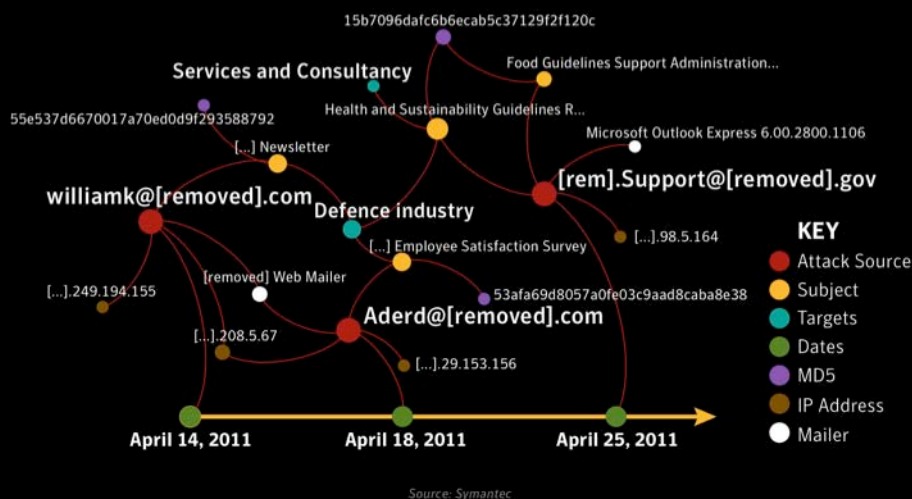 15b7096dafc6b6ecab5c37129f2f120c
Food Guidelines Support Administration...
Services and Consultancy
Health and Sustainability Guidelines R...
55e537d6670017a70ed0d9f293588792
Microsoft Outlook Express 6.00.2800.1106
[...] Newsletter
[rem].Support@[removed].gov
williamk@[removed].com
Defence industry
[...].98.5.164
[...] Employee Satisfaction Survey
[removed] Web Mailer
[...].249.194.155
53afa69d8057a0fe03c9aad8caba8e38
Aderd@[removed].com
[...].208.5.67
[...].29.153.156
April 14, 2011
April 18, 2011
April 25, 2011
KEY
Attack Source
Subject
Targets
Dates
MD5
IP Address
Mailer
Source: Symantec